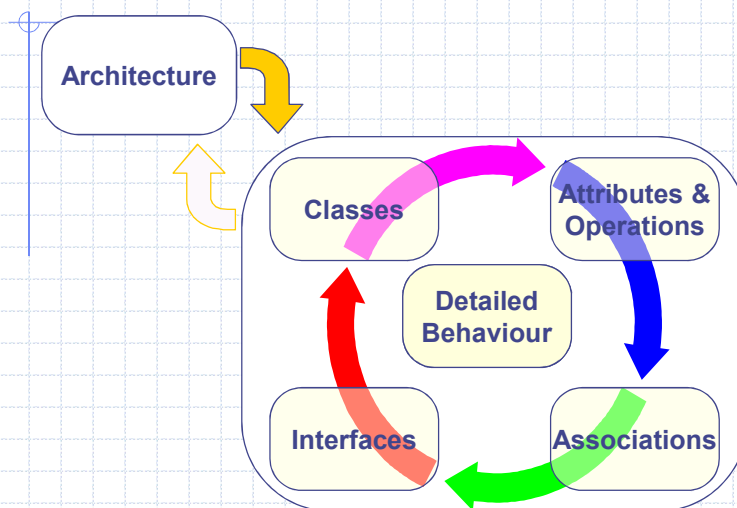 Architecture
Classes
Attributes &
Operations
Detailed
Behaviour
Interfaces
Associations